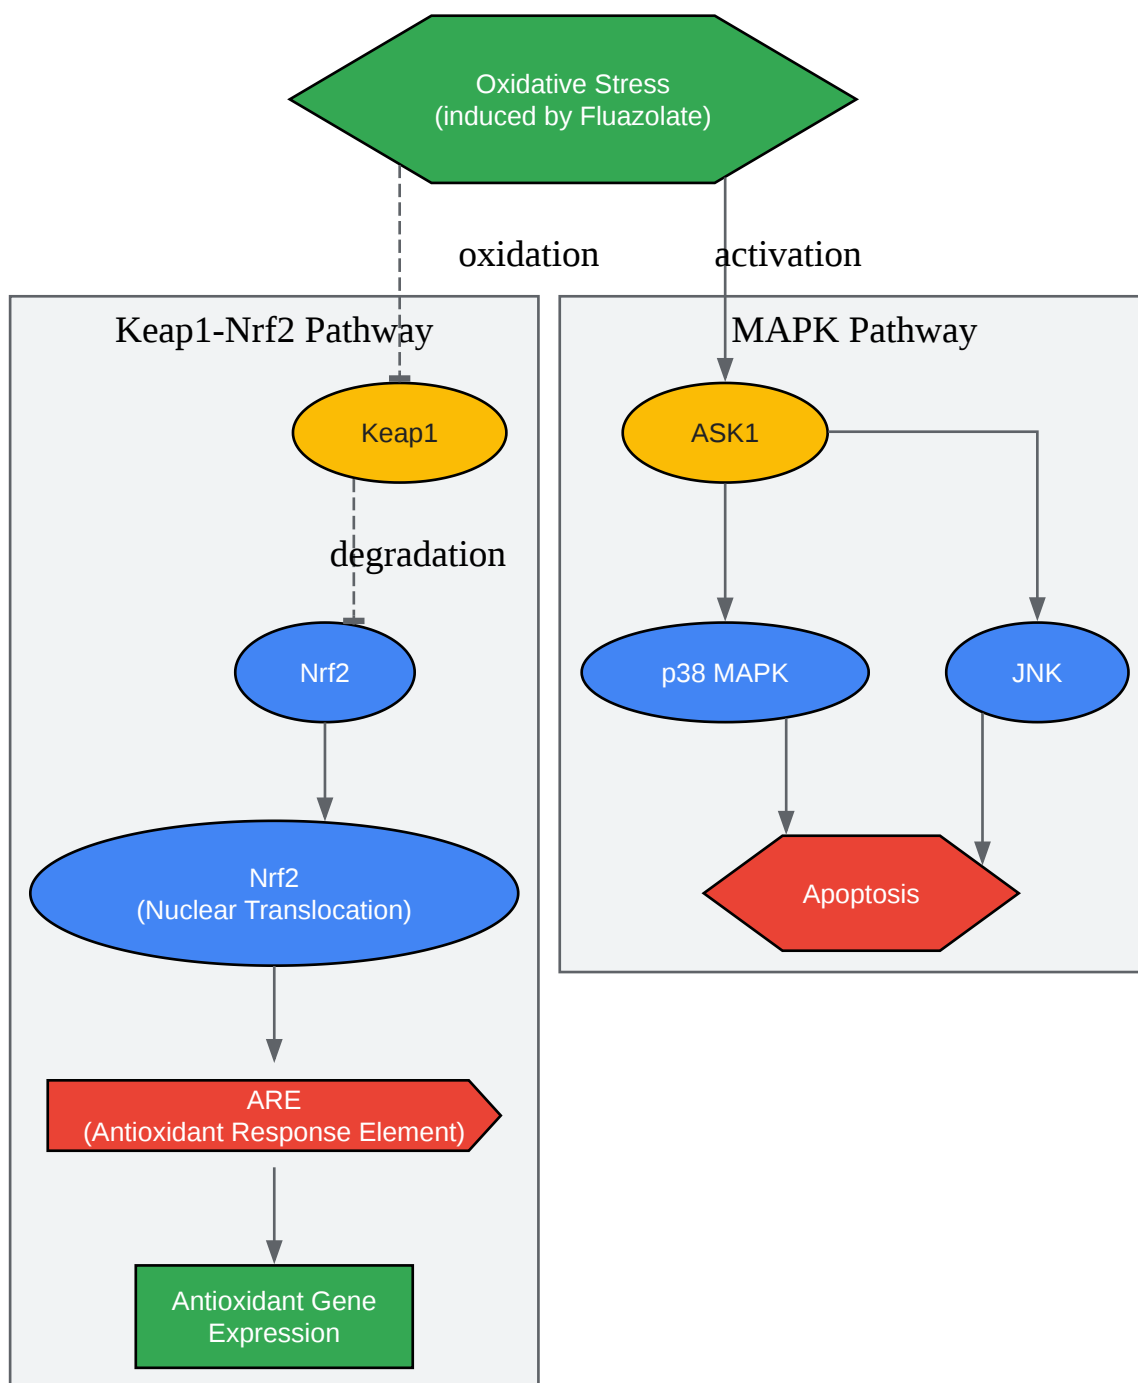 Oxidative Stress
(induced by Fluazolate)
oxidation
activation
Keap1-Nrf2 Pathway
MAPK Pathway
Keap1
ASK1
degradation
Nrf2
p38 MAPK
JNK
Nrf2
(Nuclear Translocation)
Apoptosis
ARE
(Antioxidant Response Element)
Antioxidant Gene
Expression